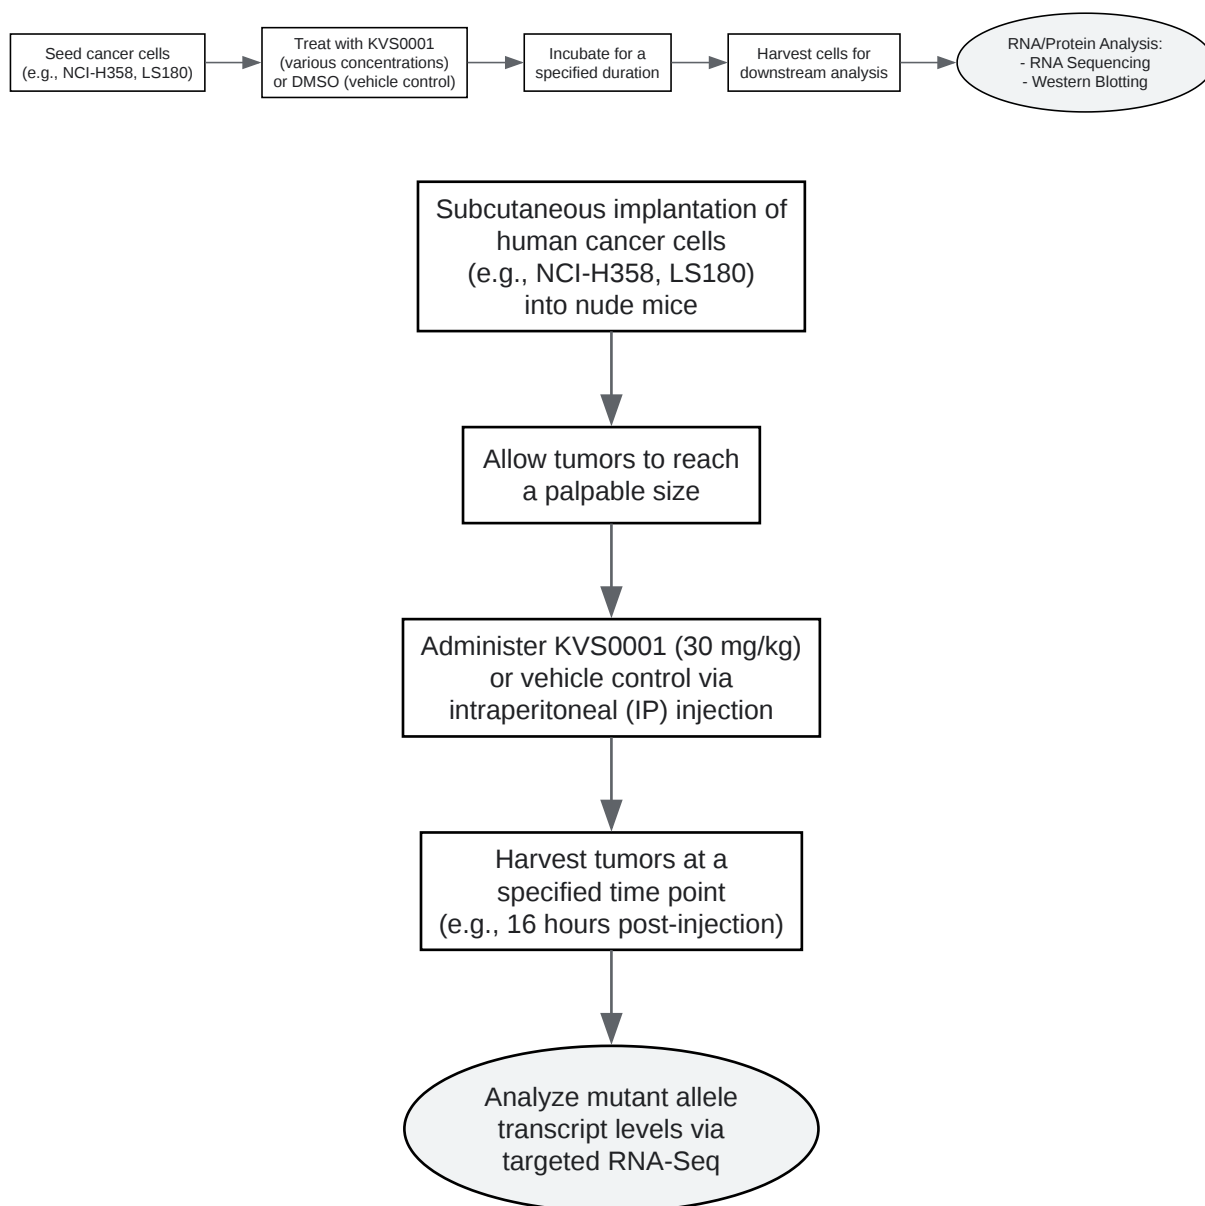 Seed cancer cells
(e.g., NCI-H358, LS180)
Treat with KVS0001
(various concentrations)
or DMSO (vehicle control)
Incubate for a
specified duration
Harvest cells for
downstream analysis
RNA/Protein Analysis:
- RNA Sequencing
- Western Blotting
Subcutaneous implantation of
human cancer cells
(e.g., NCI-H358, LS180)
into nude mice
Allow tumors to reach
a palpable size
Administer KVS0001 (30 mg/kg)
or vehicle control via
intraperitoneal (IP) injection
Harvest tumors at a
specified time point
(e.g., 16 hours post-injection)
Analyze mutant allele
transcript levels via
targeted RNA-Seq